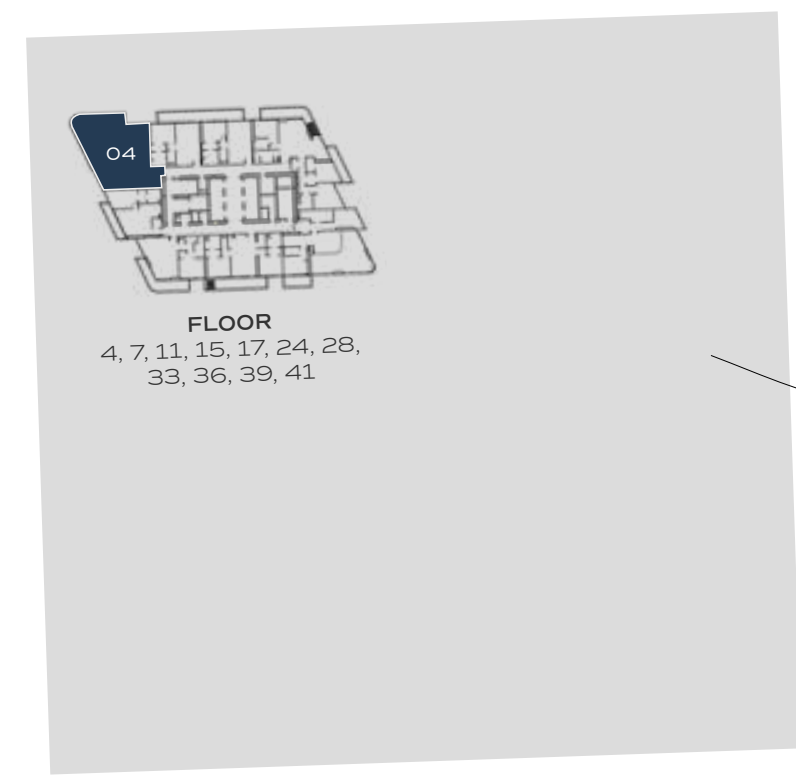 04
FLOOR
4, 7, 11, 15, 17, 24, 28,
33, 36, 39, 41